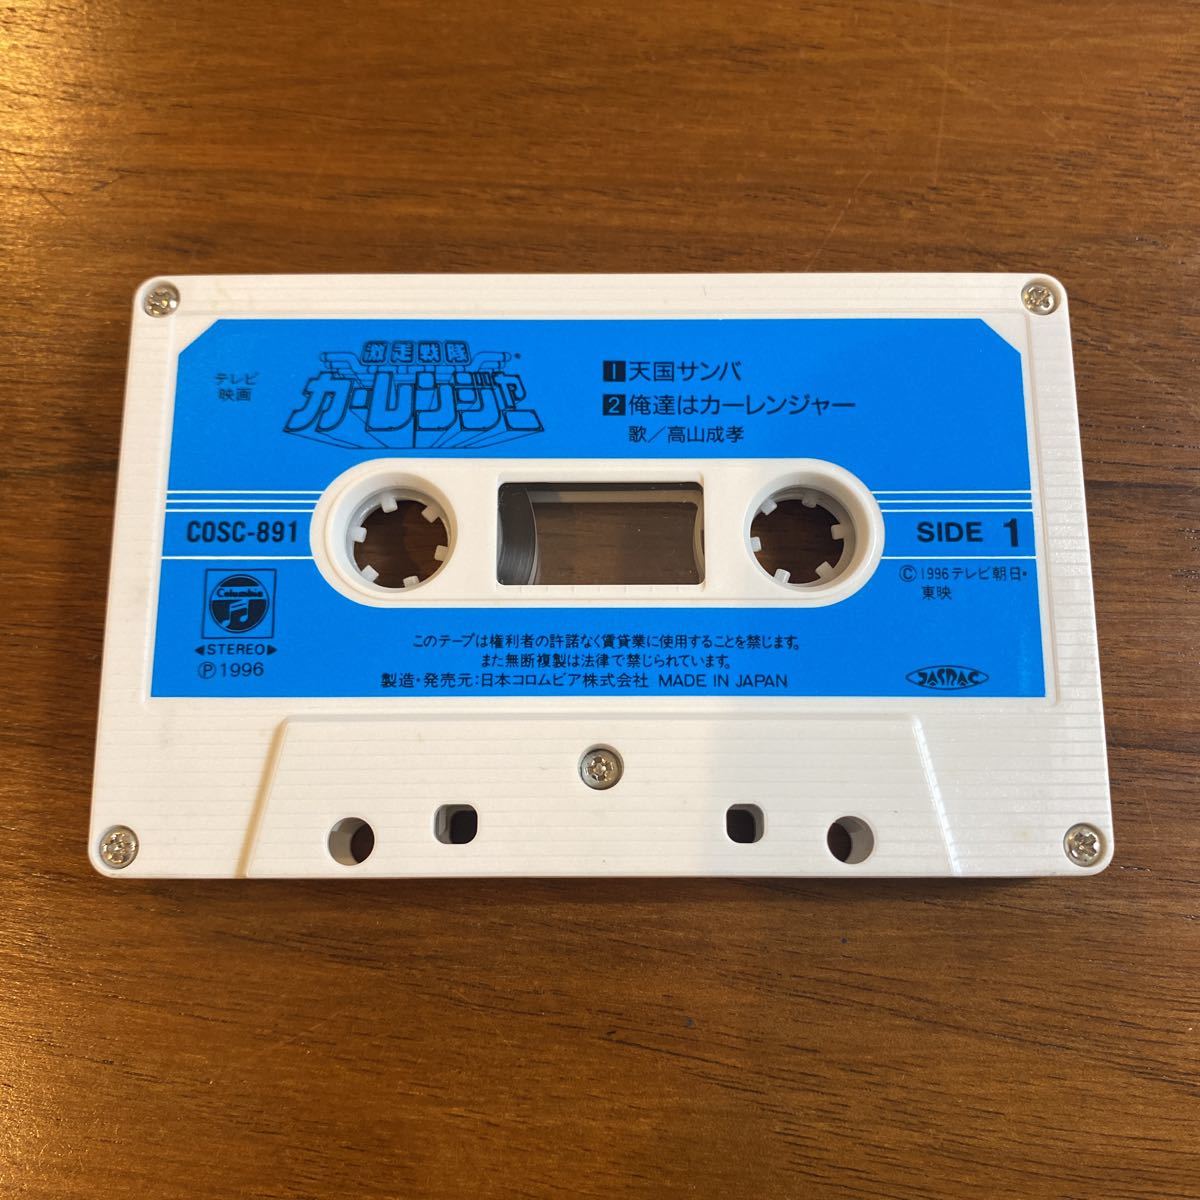 テレビ
映画
激走戦隊
カーレンジャー
1 天国サンバ
2 俺達はカーレンジャー
歌／高山成孝
COSC-891
SIDE 1
Columbia
◀STEREO▶
Ⓟ1996
Ⓒ1996テレビ朝日・
東映
このテープは権利者の許諾なく賃貸業に使用することを禁じます。
また無断複製は法律で禁じられています。
製造・発売元：日本コロムビア株式会社 MADE IN JAPAN
JASRAC